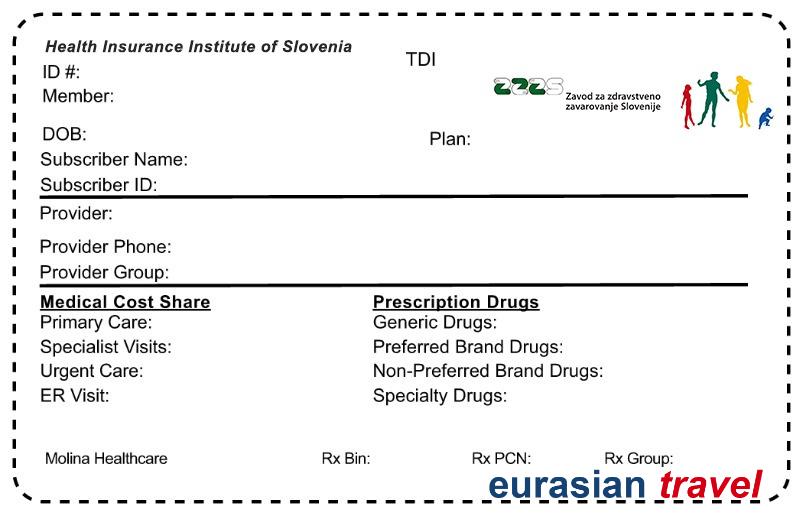 Health Insurance Institute of Slovenia
TDI
ID #:
Member:
zzzs
Zavod za zdravstveno
zavarovanje Slovenije
DOB:
Plan:
Subscriber Name:
Subscriber ID:
Provider:
Provider Phone:
Provider Group:
Medical Cost Share
Primary Care:
Specialist Visits:
Urgent Care:
ER Visit:
Prescription Drugs
Generic Drugs:
Preferred Brand Drugs:
Non-Preferred Brand Drugs:
Specialty Drugs:
Molina Healthcare Rx Bin: Rx PCN: Rx Group:
eurasian travel